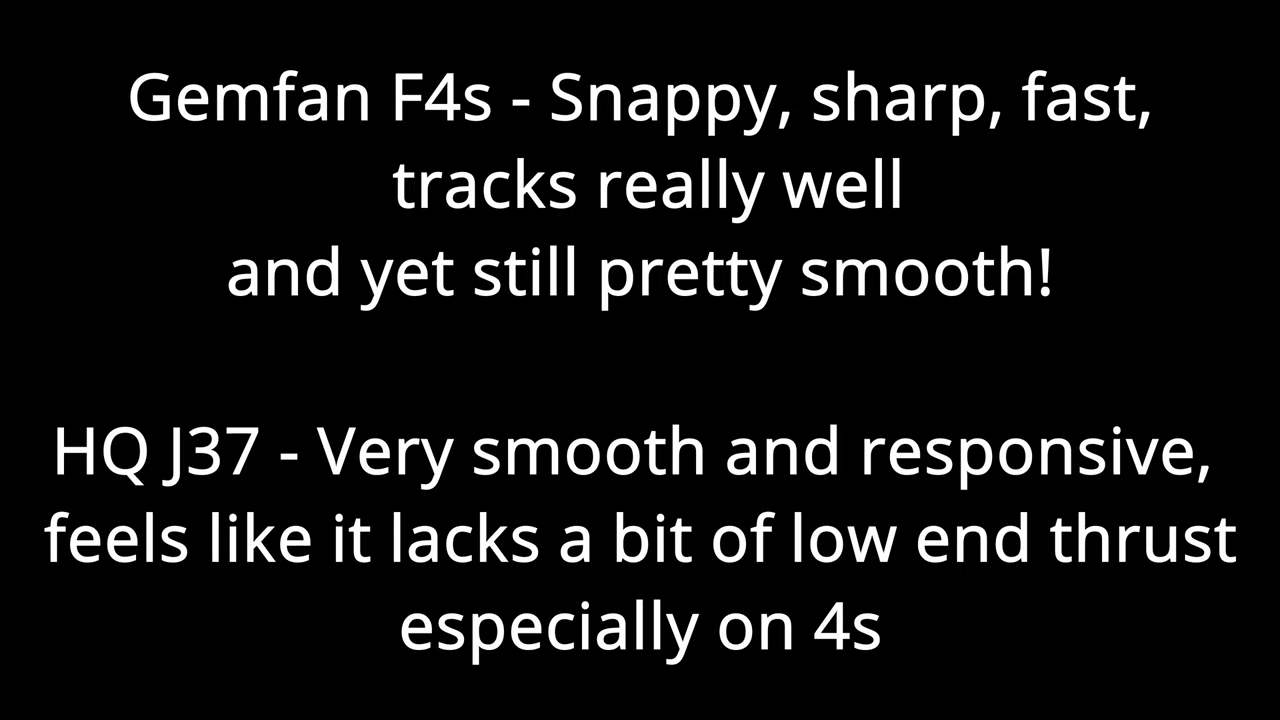 Gemfan F4s - Snappy, sharp, fast,
tracks really well
and yet still pretty smooth!
HQ J37 - Very smooth and responsive,
feels like it lacks a bit of low end thrust
especially on 4s